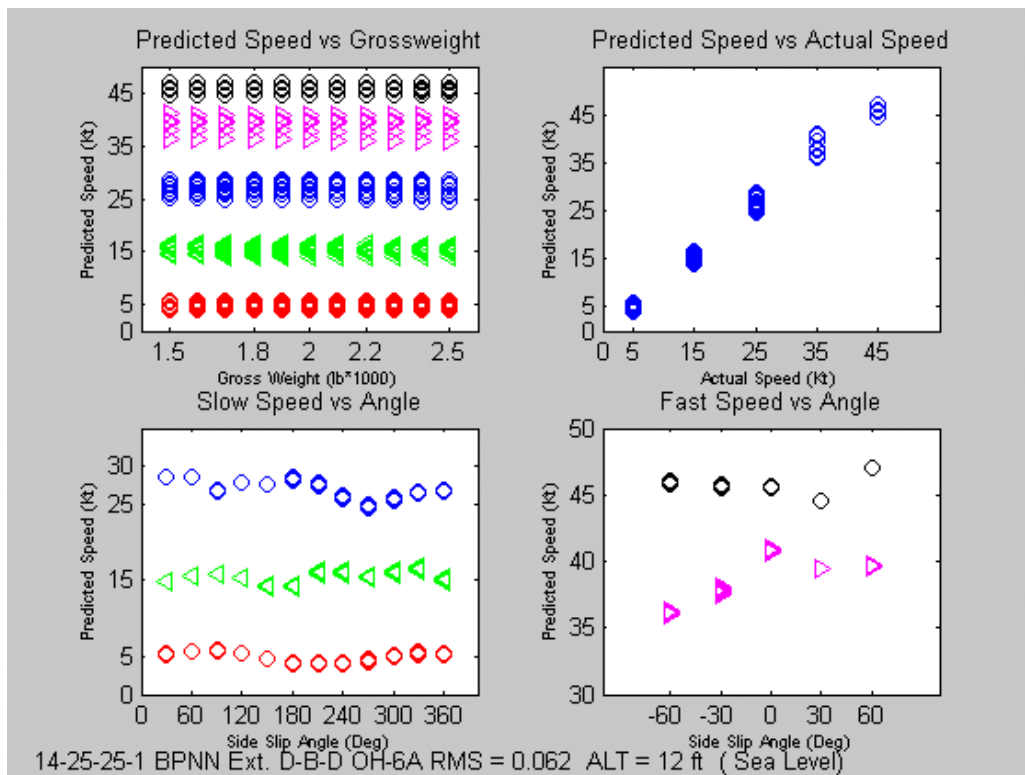 Predicted Speed vs Grossweight
Predicted Speed (Kt)
45
35
25
15
5
0
1.5 1.8 2 2.2 2.5
Gross Weight (lb*1000)
Predicted Speed vs Actual Speed
Predicted Speed (Kt)
45
35
25
15
5
0
0 5 15 25 35 45
Actual Speed (Kt)
Slow Speed vs Angle
Predicted Speed (Kt)
30
25
15
5
0
0 60 120 180 240 300 360
Side Slip Angle (Deg)
Fast Speed vs Angle
Predicted Speed (Kt)
50
45
40
35
30
-60 -30 0 30 60
Side Slip Angle (Deg)
14-25-25-1 BPNN Ext. D-B-D OH-6A RMS = 0.062 ALT = 12 ft ( Sea Level)